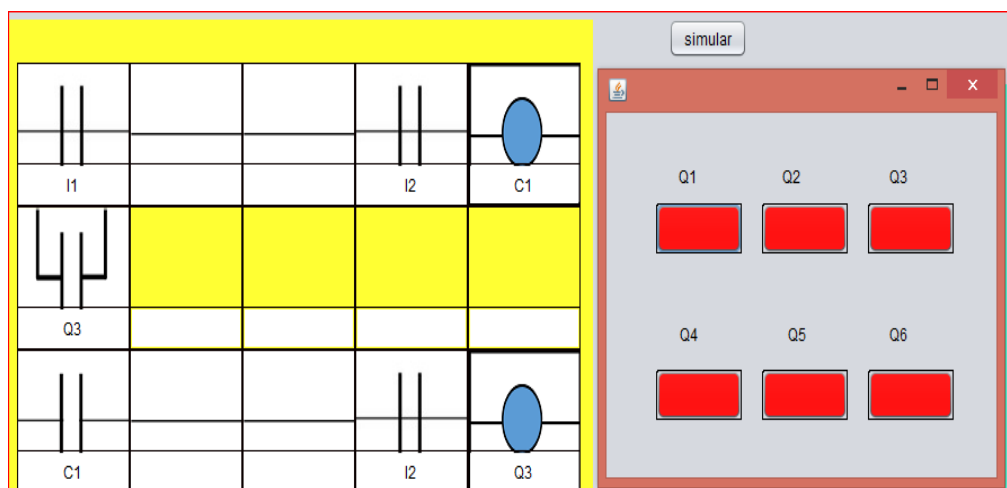 simular
I1 I2 C1
Q3
C1 I2 Q3
X
Q1 Q2 Q3
Q4 Q5 Q6